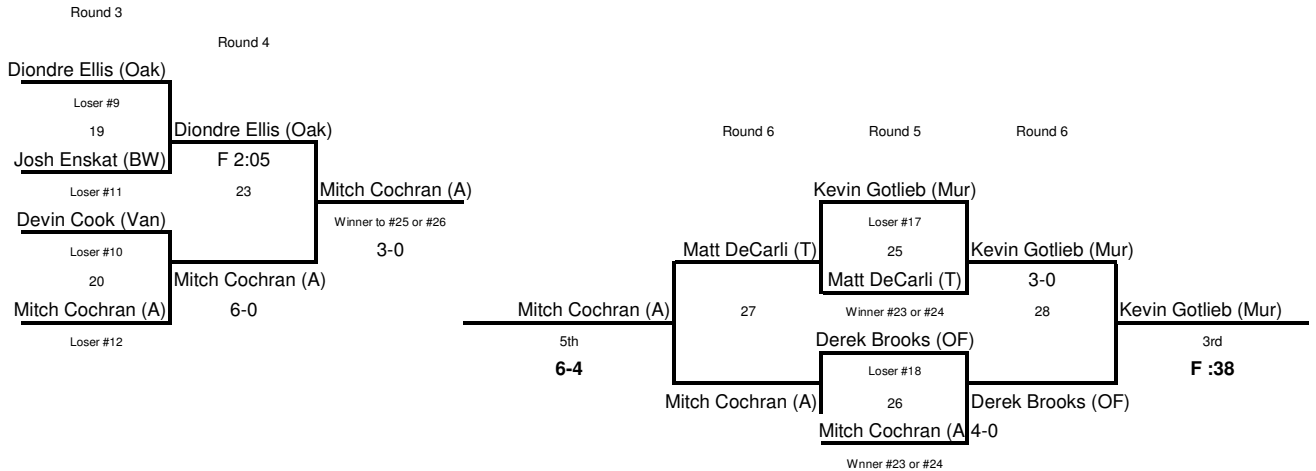 Round 3
Round 4
Diondre Ellis (Oak)
Loser #9
19
Diondre Ellis (Oak)
Josh Enskat (BW)
F 2:05
Loser #11
23
Mitch Cochran (A)
Devin Cook (Van)
Winner to #25 or #26
Loser #10
3-0
20
Mitch Cochran (A)
Mitch Cochran (A)
6-0
Loser #12
Round 6
Round 5
Round 6
Kevin Gotlieb (Mur)
Loser #17
Matt DeCarli (T)
25
Kevin Gotlieb (Mur)
Matt DeCarli (T)
3-0
Mitch Cochran (A)
27
Winner #23 or #24
28
Kevin Gotlieb (Mur)
5th
Derek Brooks (OF)
3rd
6-4
Loser #18
F :38
Mitch Cochran (A)
26
Derek Brooks (OF)
Mitch Cochran (A
4-0
Wnner #23 or #24